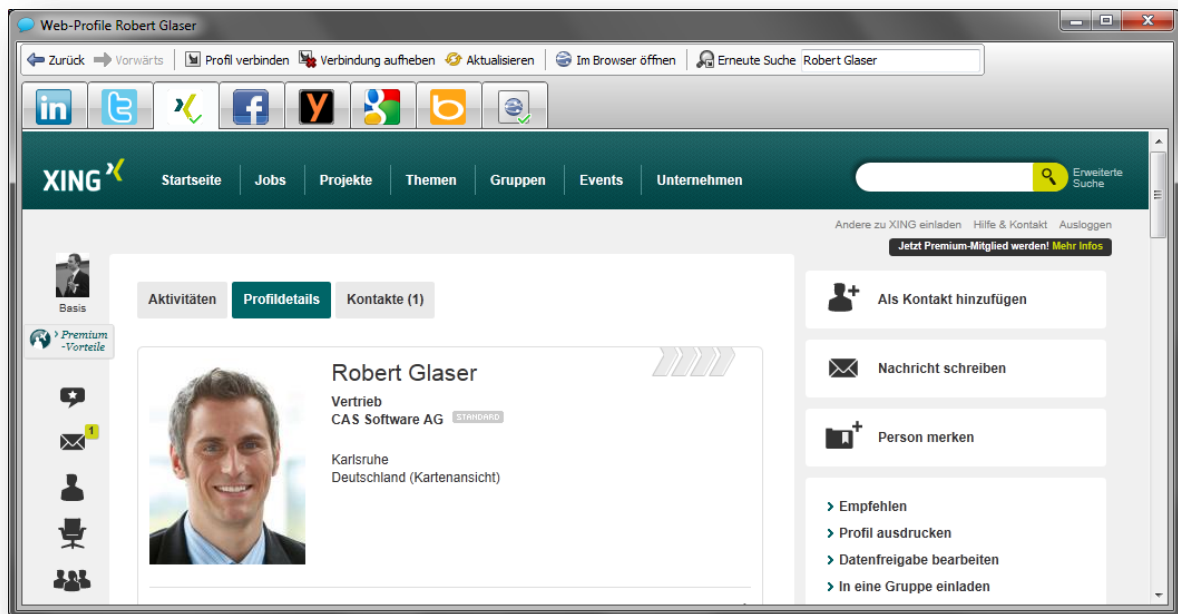 Web-Profile Robert Glaser
Zurück Vorwärts Profil verbinden Verbindung aufheben Aktualisieren Im Browser öffnen Erneute Suche Robert Glaser
in t f y g b
XING Startseite Jobs Projekte Themen Gruppen Events Unternehmen Erweiterte
Suche
Andere zu XING einladen Hilfe & Kontakt Ausloggen
Jetzt Premium-Mitglied werden! Mehr Infos
Basis
Premium
-Vorteile
1
Aktivitäten Profildetails Kontakte (1)
Robert Glaser
Vertrieb
CAS Software AG STANDARD
Karlsruhe
Deutschland (Kartenansicht)
Als Kontakt hinzufügen
Nachricht schreiben
Person merken
Empfehlen
Profil ausdrucken
Datenfreigabe bearbeiten
In eine Gruppe einladen